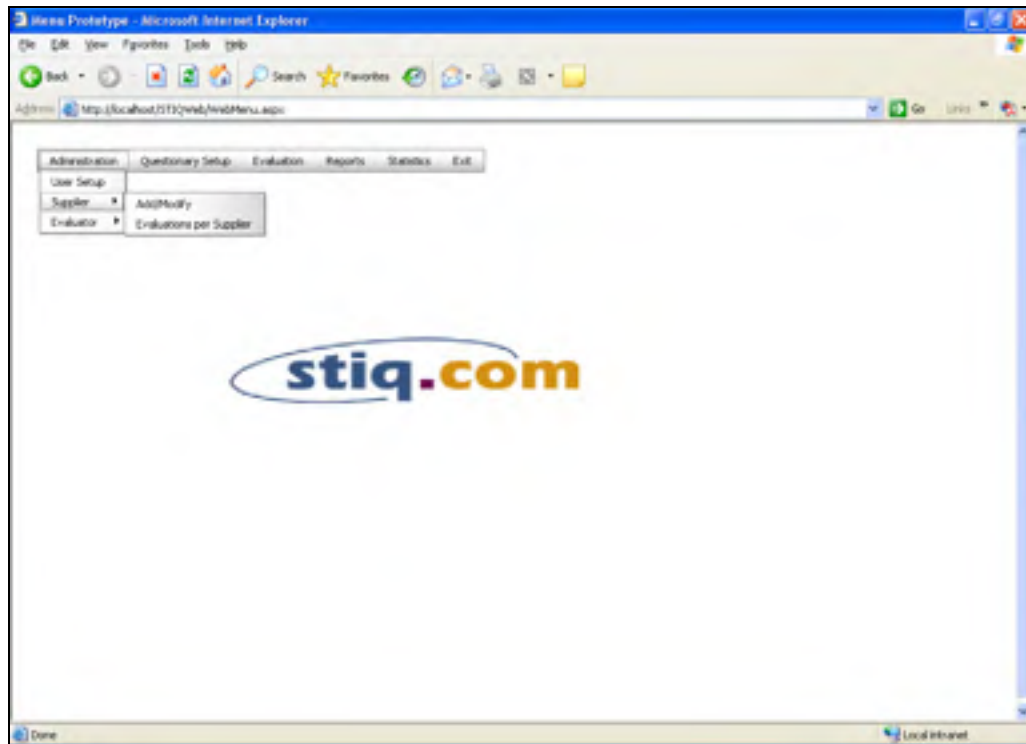 Menu Prototype - Microsoft Internet Explorer
File Edit View Favorites Tools Help
Back Search Favorites
Address http://localhost/STIQWeb/WebMenu.aspx Go Links
Administration Questionary Setup Evaluation Reports Statistics Exit
User Setup
Supplier Add/Modify
Evaluator Evaluations per Supplier
stiq.com
Done Local intranet